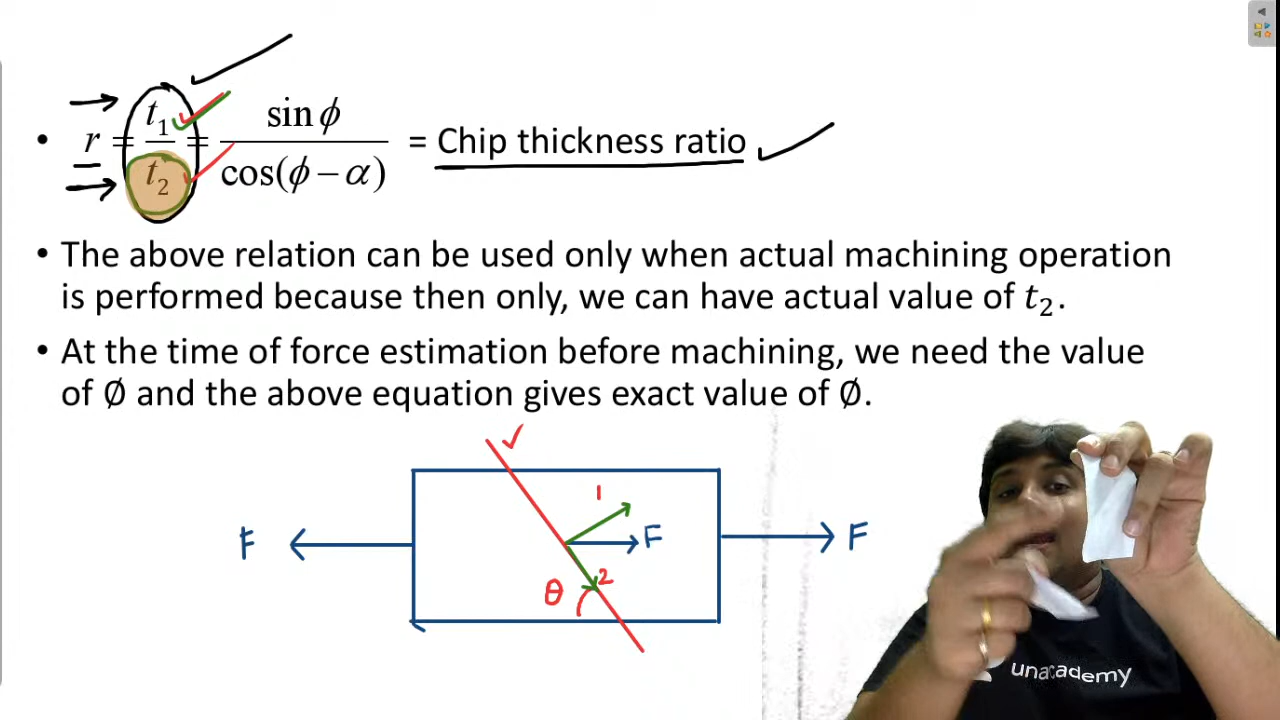 • r = t₁/t₂ = sin ϕ / cos(ϕ − α) = Chip thickness ratio
• The above relation can be used only when actual machining operation
is performed because then only, we can have actual value of t₂.
• At the time of force estimation before machining, we need the value
of Ø and the above equation gives exact value of Ø.
1
F F F
θ 2
unacademy